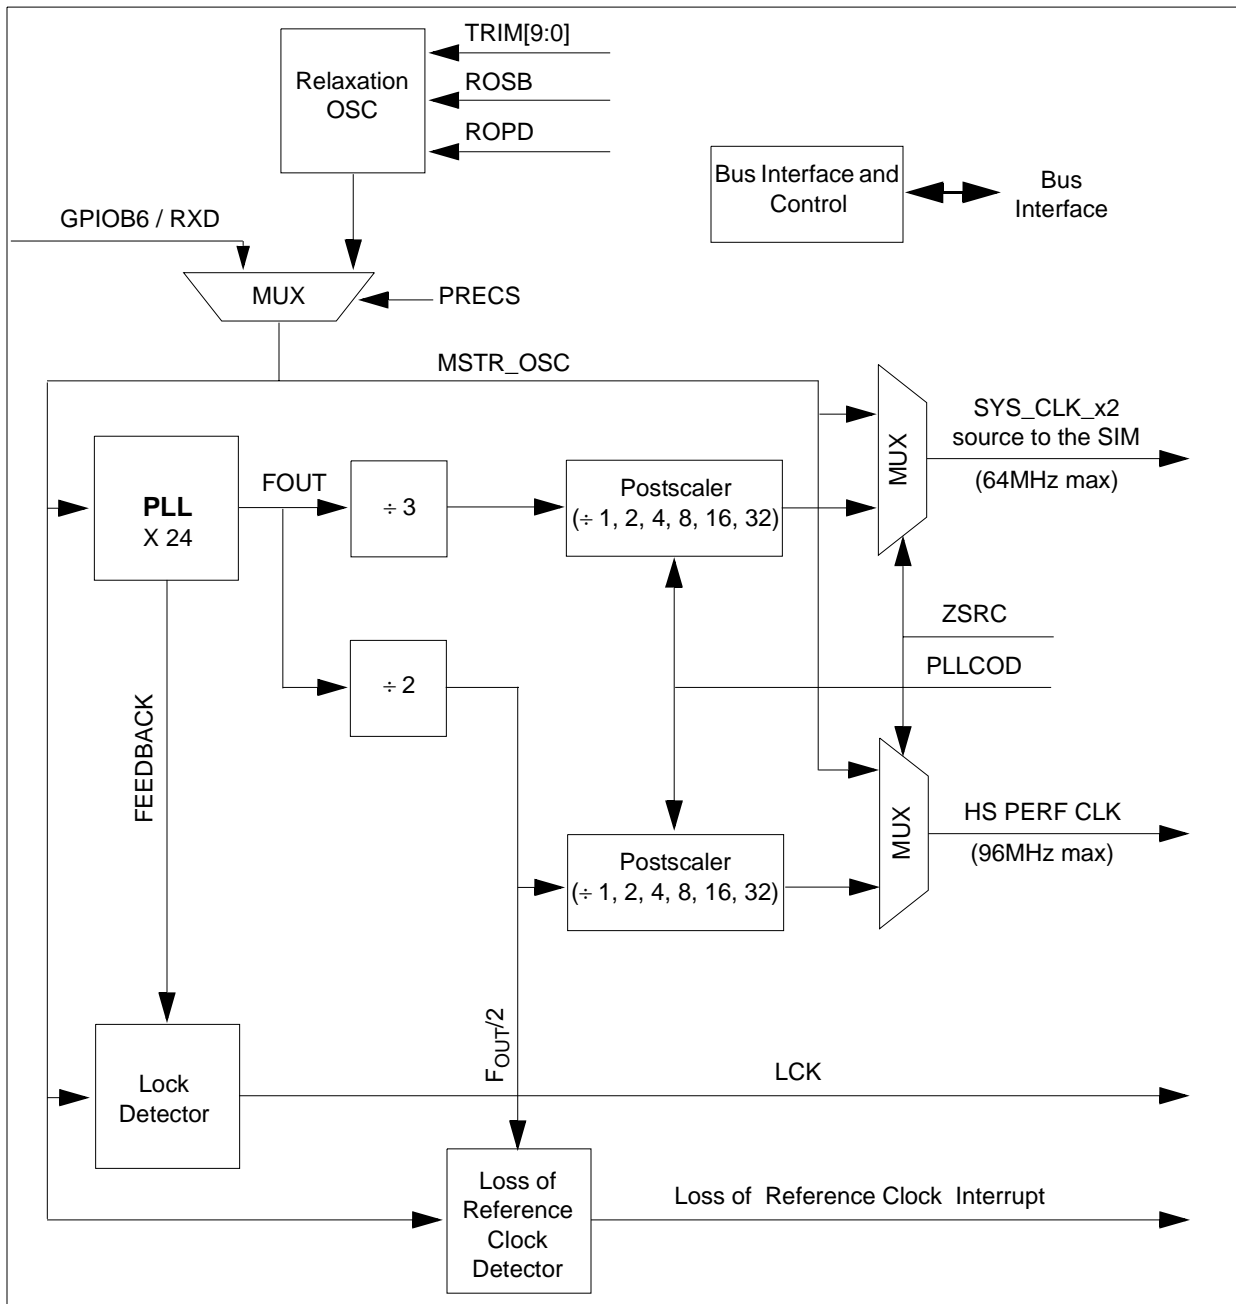 TRIM[9:0]
Relaxation
OSC
ROSB
ROPD
Bus Interface and
Control
Bus
Interface
GPIOB6 / RXD
MUX
PRECS
MSTR_OSC
SYS_CLK_x2
source to the SIM
(64MHz max)
MUX
PLL
X 24
FOUT
÷ 3
Postscaler
(÷ 1, 2, 4, 8, 16, 32)
ZSRC
PLLCOD
÷ 2
FEEDBACK
HS PERF CLK
(96MHz max)
MUX
Postscaler
(÷ 1, 2, 4, 8, 16, 32)
FOUT/2
Lock
Detector
LCK
Loss of
Reference
Clock
Detector
Loss of Reference Clock Interrupt